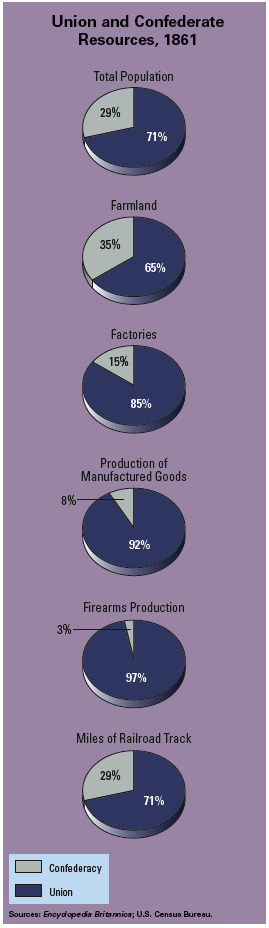 Union and Confederate
Resources, 1861
Total Population
29%
71%
Farmland
35%
65%
Factories
15%
85%
Production of
Manufactured Goods
8%
92%
Firearms Production
3%
97%
Miles of Railroad Track
29%
71%
Confederacy
Union
Sources: Encyclopedia Britannica; U.S. Census Bureau.